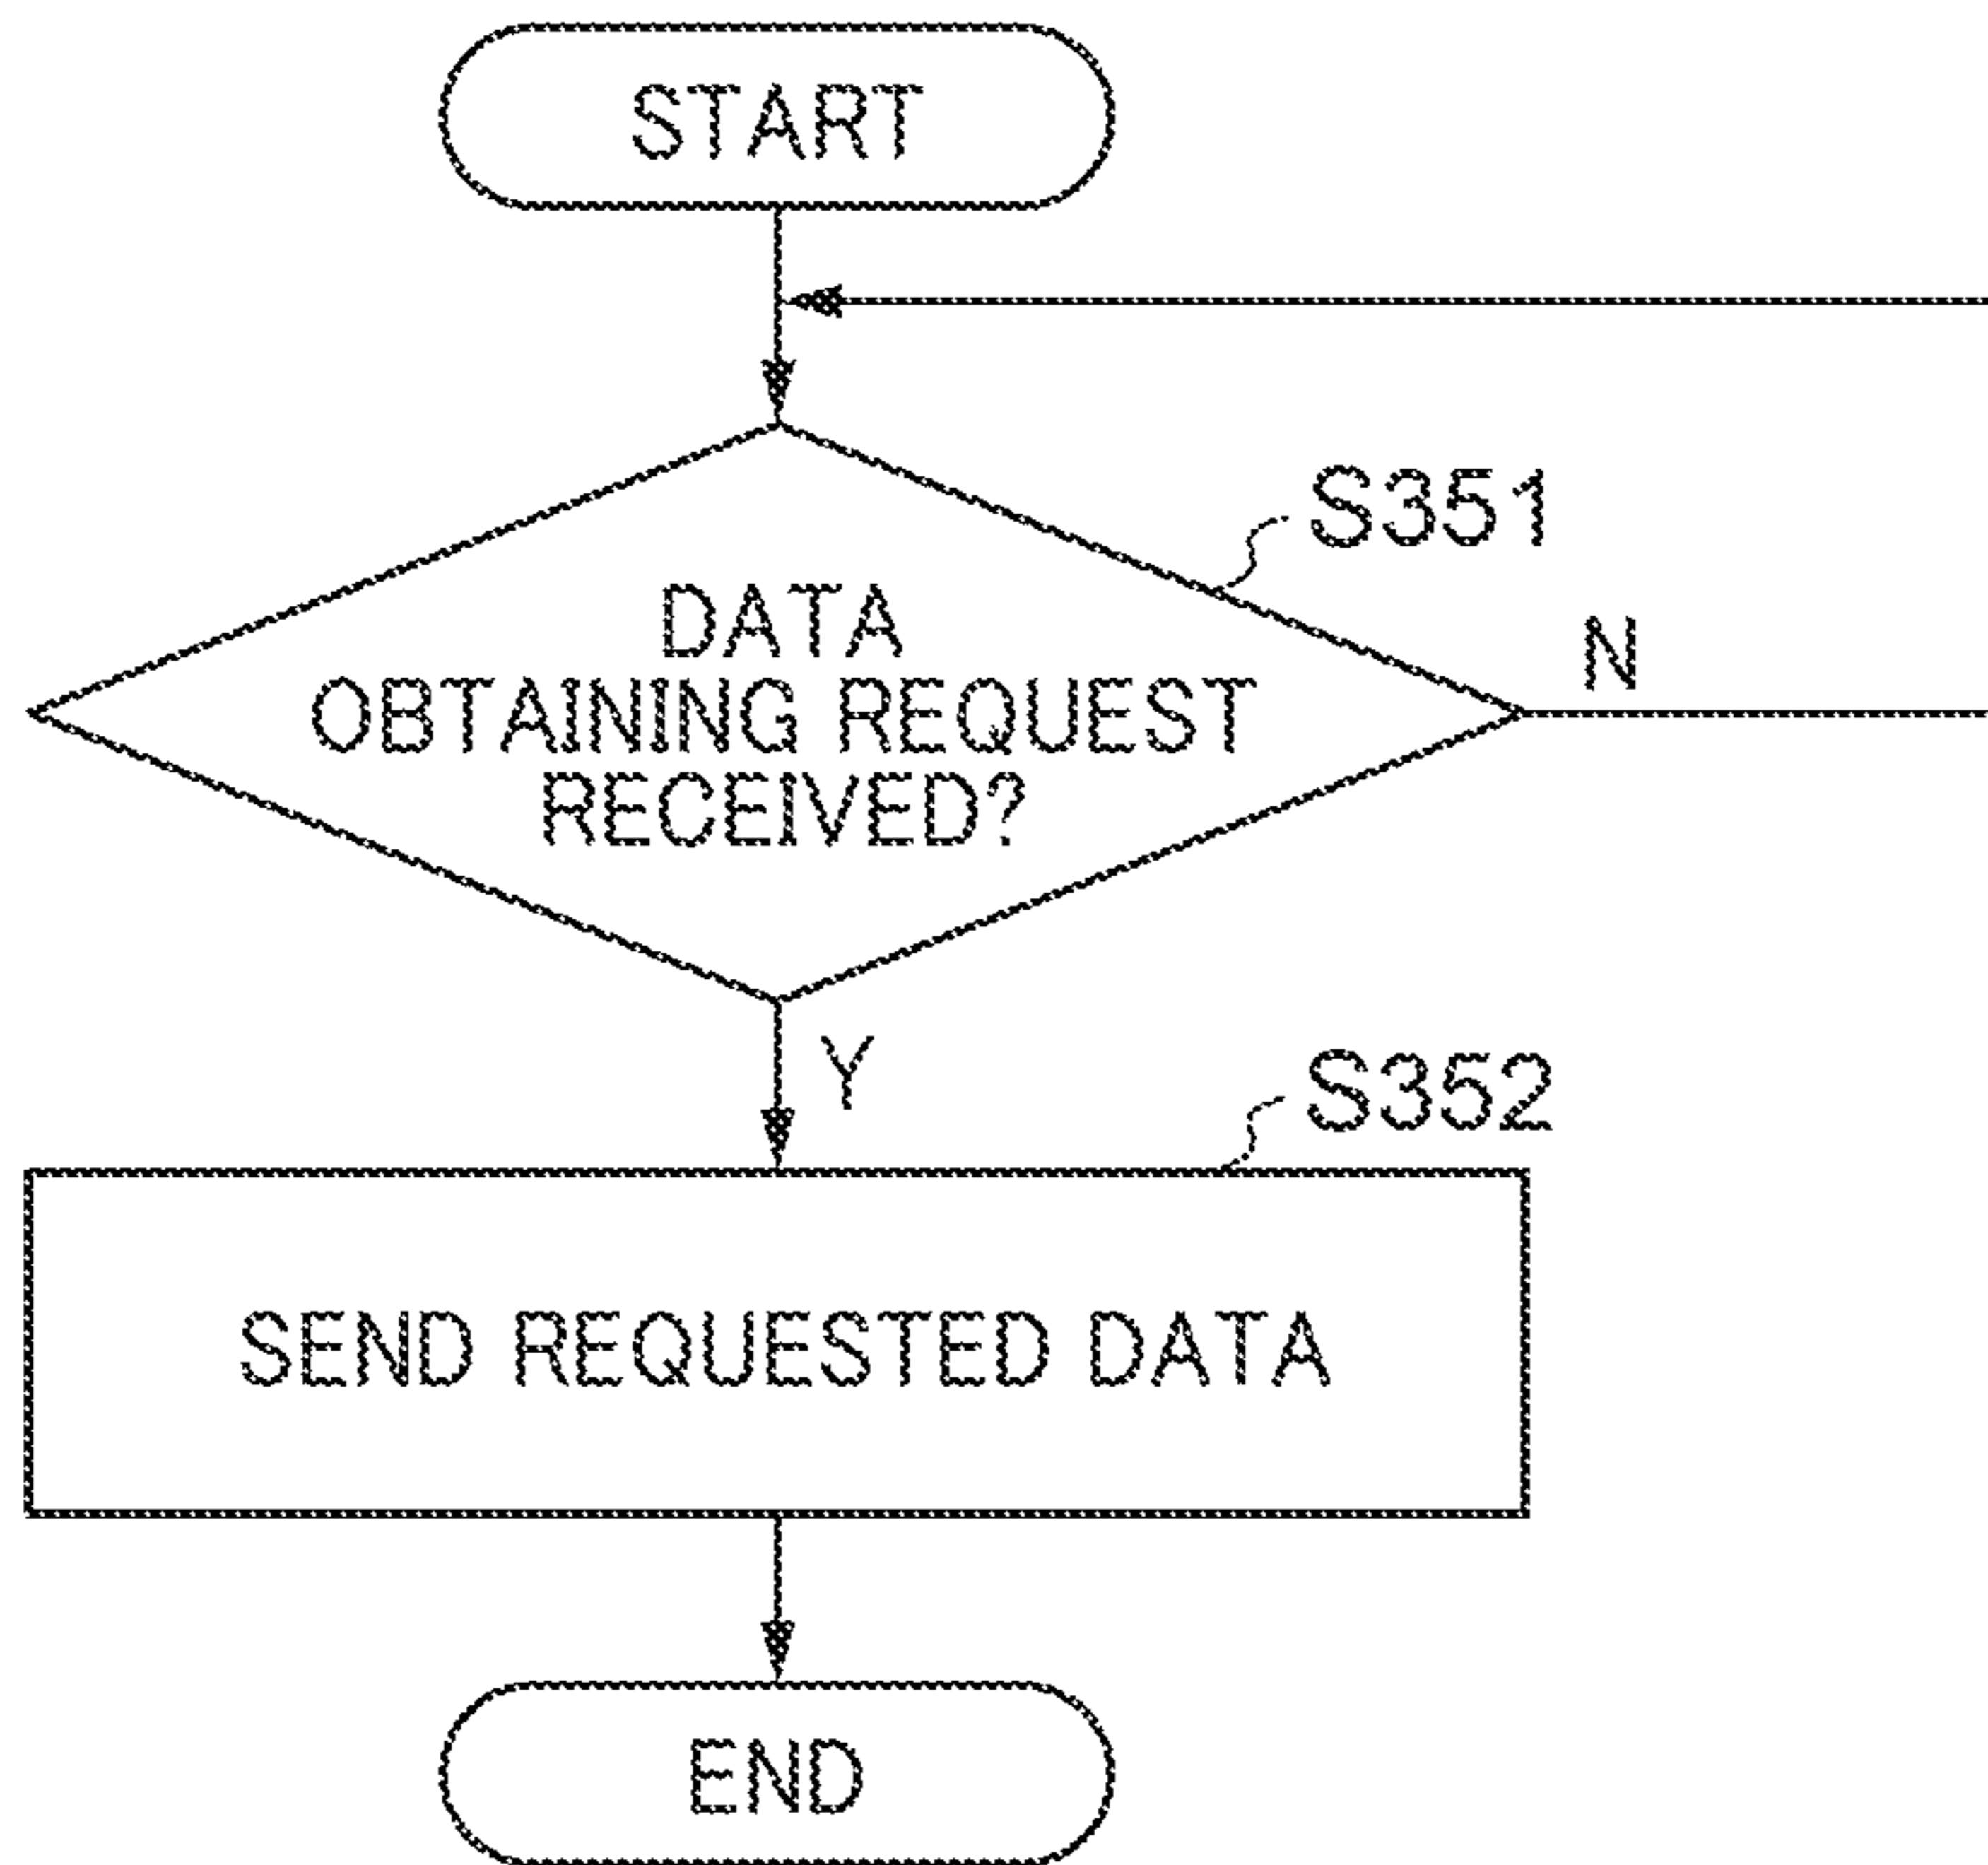 START
S351
DATA
OBTAINING REQUEST
RECEIVED?
N
Y
S352
SEND REQUESTED DATA
END